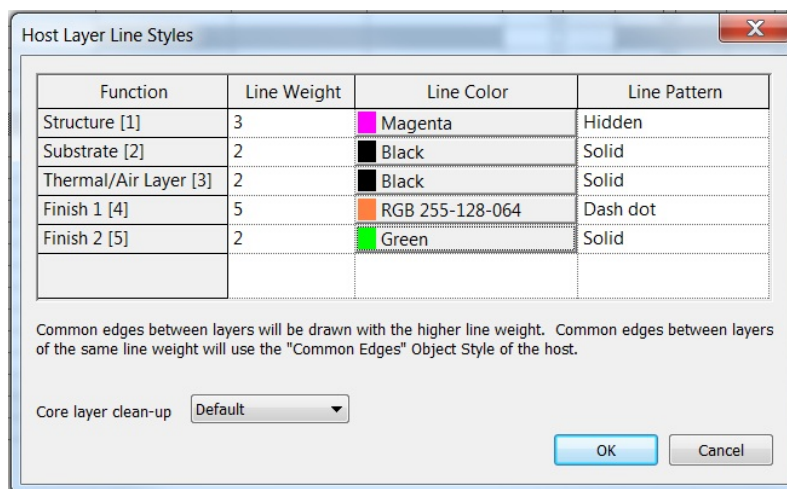 Host Layer Line Styles
X
Function Line Weight Line Color Line Pattern
Structure [1] 3 Magenta Hidden
Substrate [2] 2 Black Solid
Thermal/Air Layer [3] 2 Black Solid
Finish 1 [4] 5 RGB 255-128-064 Dash dot
Finish 2 [5] 2 Green Solid
Common edges between layers will be drawn with the higher line weight. Common edges between layers
of the same line weight will use the "Common Edges" Object Style of the host.
Core layer clean-up Default
OK Cancel